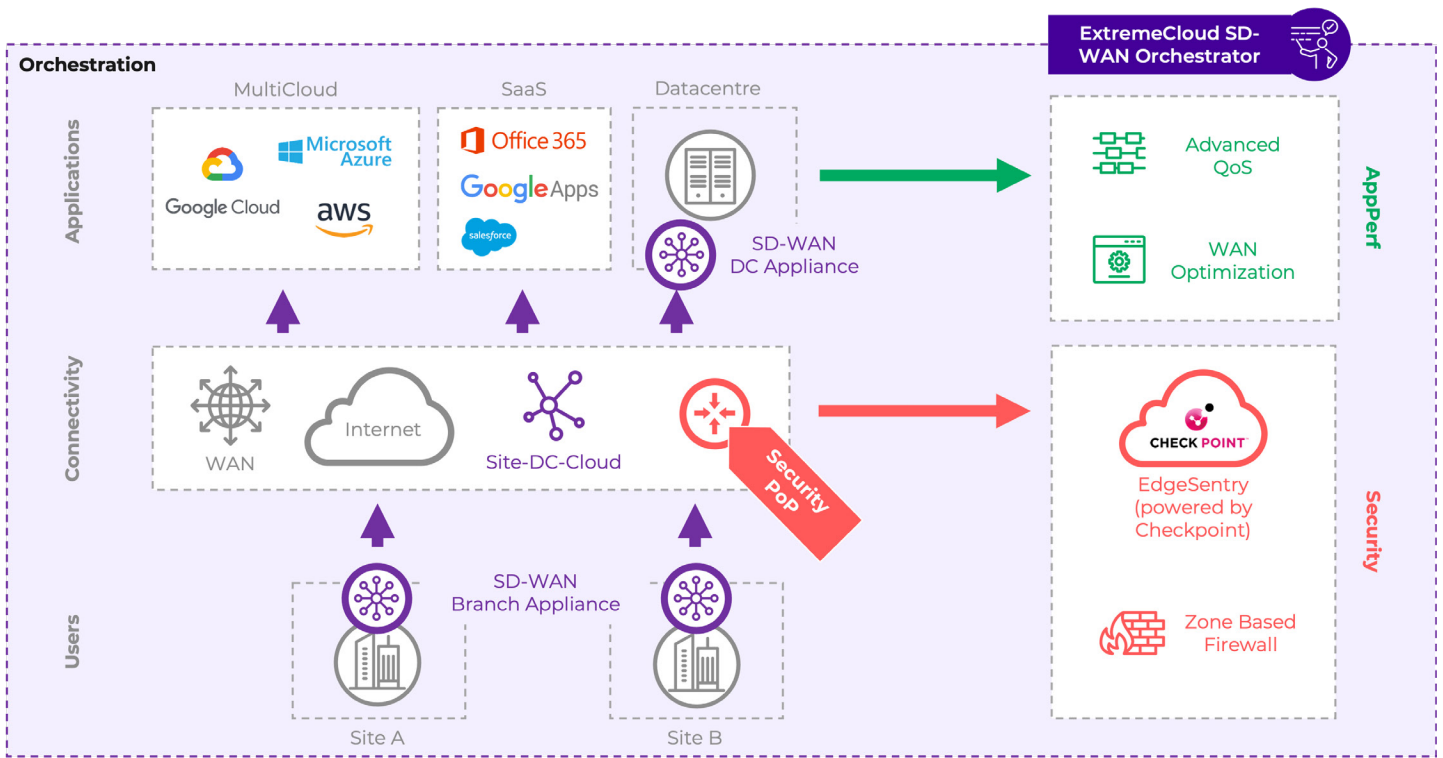 ExtremeCloud SD-
WAN Orchestrator
Orchestration
Applications
MultiCloud
Google Cloud
Microsoft
Azure
aws
SaaS
Office 365
Google Apps
salesforce
Datacentre
SD-WAN
DC Appliance
Advanced
QoS
WAN
Optimization
AppPerf
Connectivity
WAN
Internet
Site-DC-Cloud
Security
PoP
CHECK POINT
EdgeSentry
(powered by
Checkpoint)
Zone Based
Firewall
Security
Users
SD-WAN
Branch Appliance
Site A
Site B